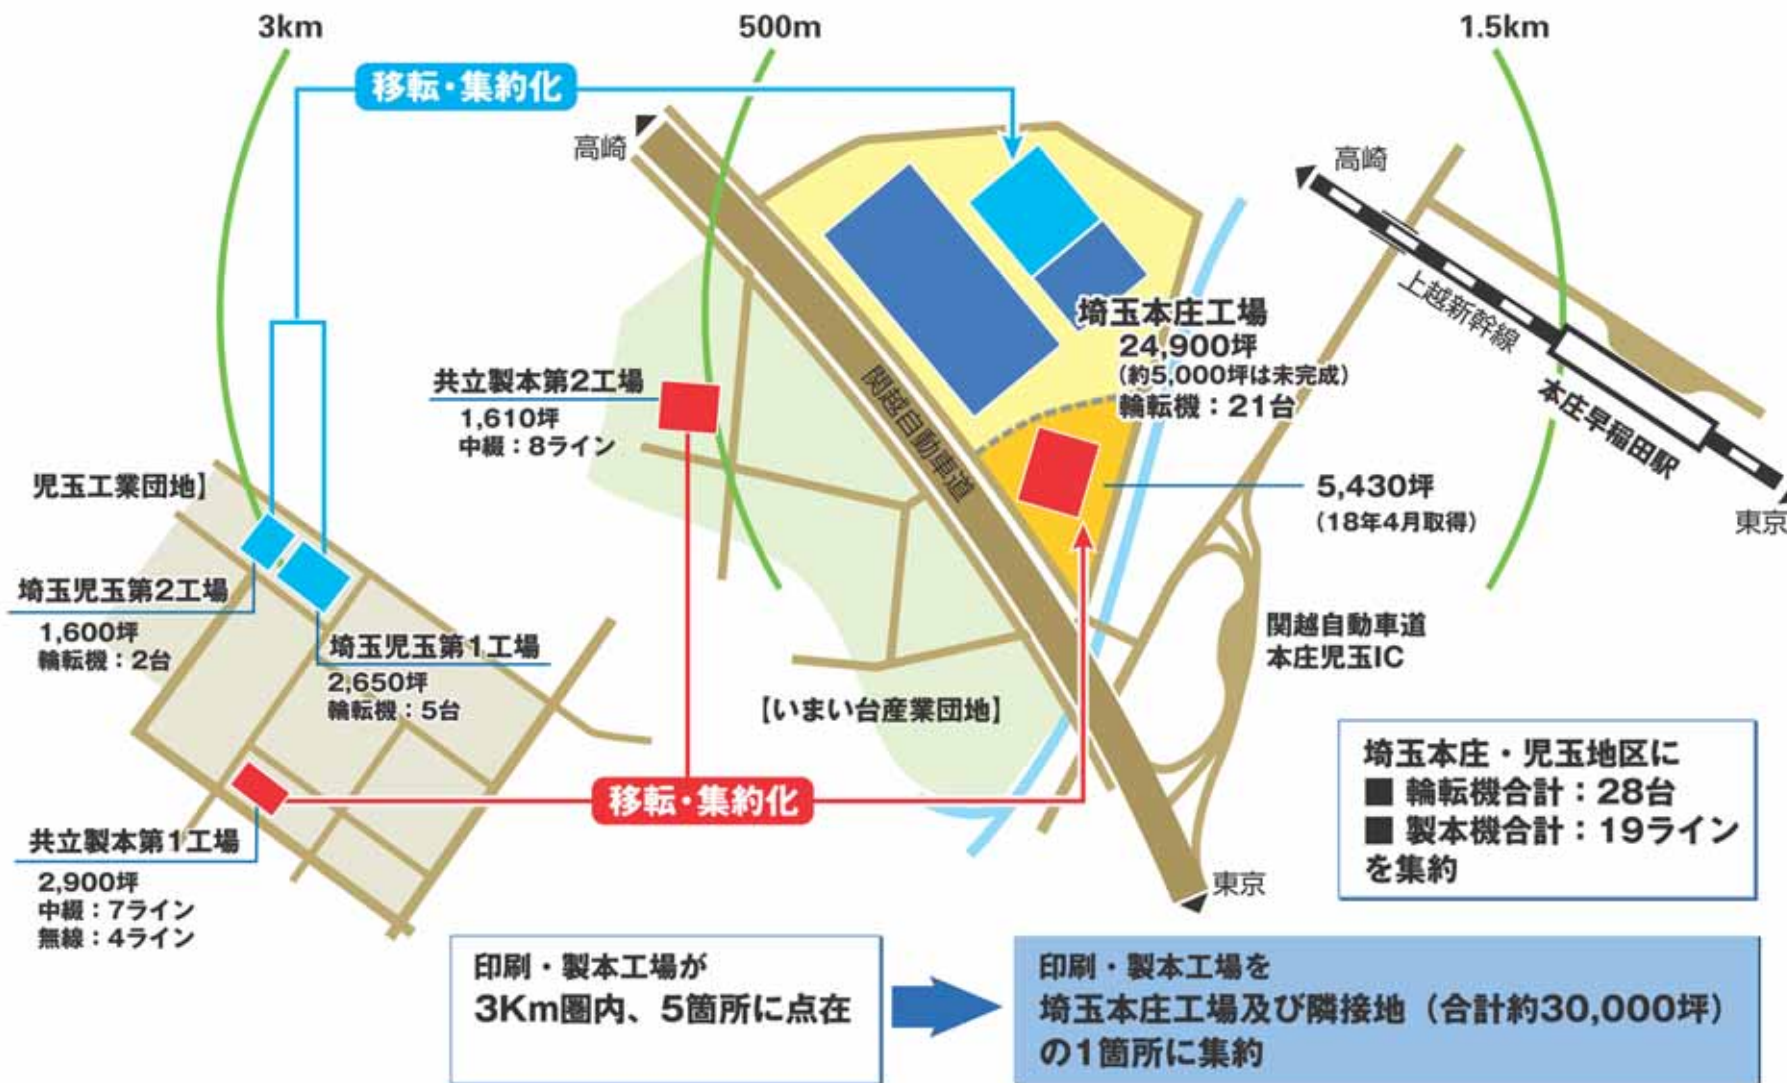 3km
500m
1.5km
移転・集約化
高崎
高崎
上越新幹線
本庄早稲田駅
東京
埼玉本庄工場
24,900坪
(約5,000坪は未完成)
輪転機:21台
関越自動車道
共立製本第2工場
1,610坪
中綴:8ライン
5,430坪
(18年4月取得)
児玉工業団地】
埼玉児玉第2工場
1,600坪
輪転機:2台
埼玉児玉第1工場
2,650坪
輪転機:5台
【いまい台産業団地】
関越自動車道
本庄児玉IC
移転・集約化
共立製本第1工場
2,900坪
中綴:7ライン
無線:4ライン
東京
埼玉本庄・児玉地区に
■ 輪転機合計:28台
■ 製本機合計:19ライン
を集約
印刷・製本工場が
3Km圏内、5箇所に点在
印刷・製本工場を
埼玉本庄工場及び隣接地(合計約30,000坪)
の1箇所に集約